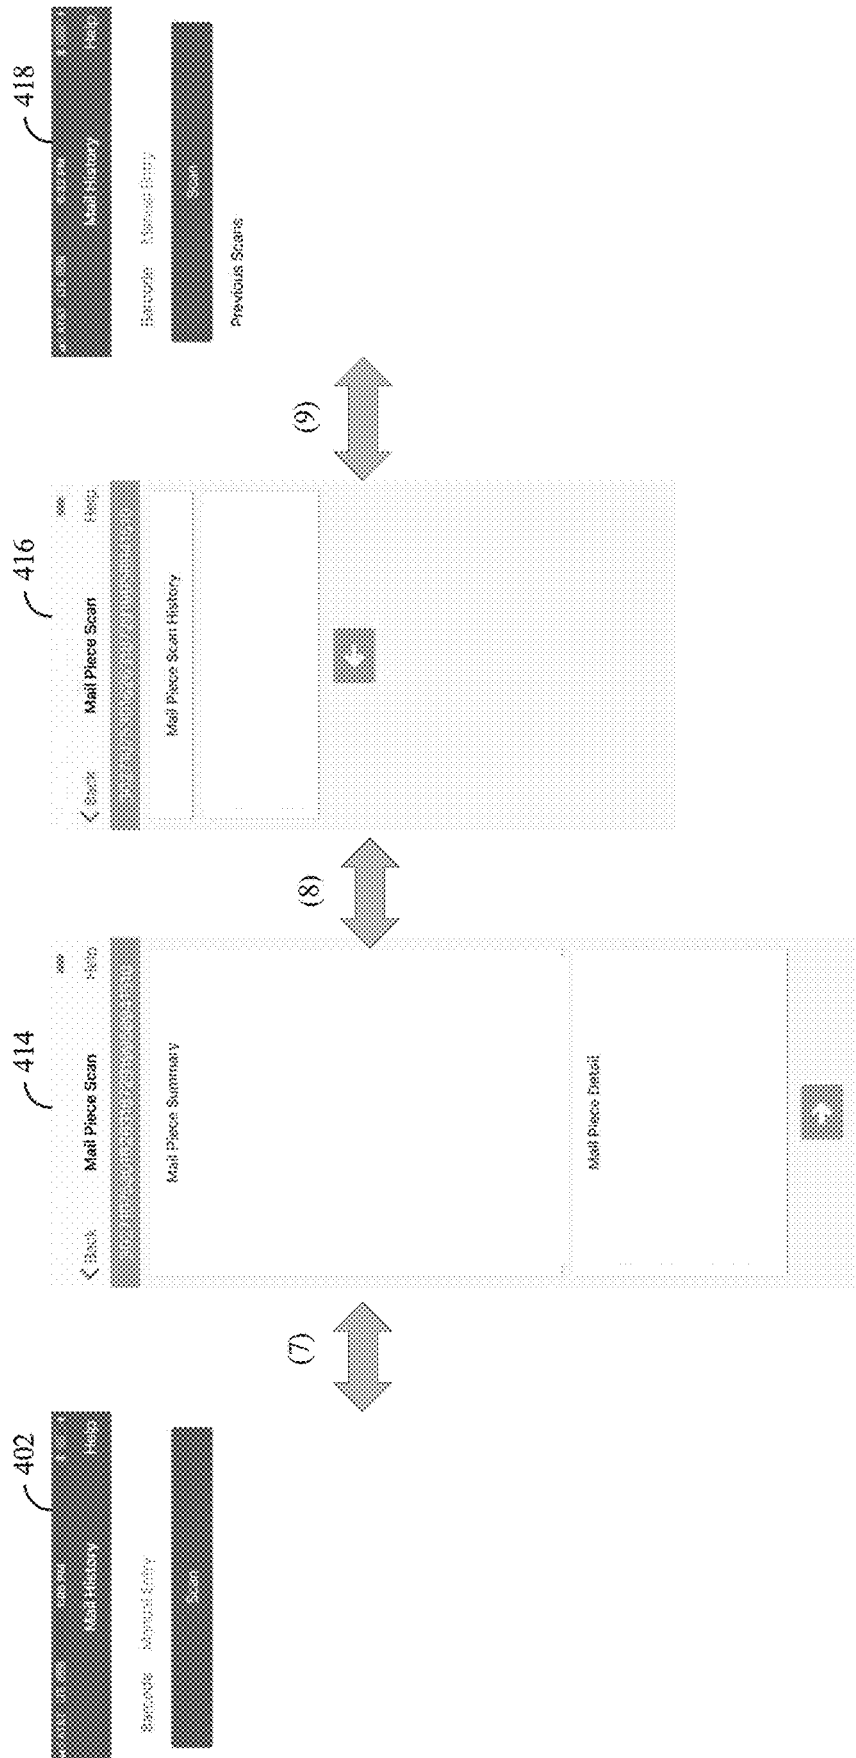 402
Mail History
Help
Barcode Manual Entry
Scan
(7)
414
Back Mail Piece Scan Help
Mail Piece Summary
Mail Piece Detail
(8)
416
Back Mail Piece Scan Help
Mail Piece Scan History
(9)
418
Mail History
Help
Barcode Manual Entry
Scan
Previous Scans